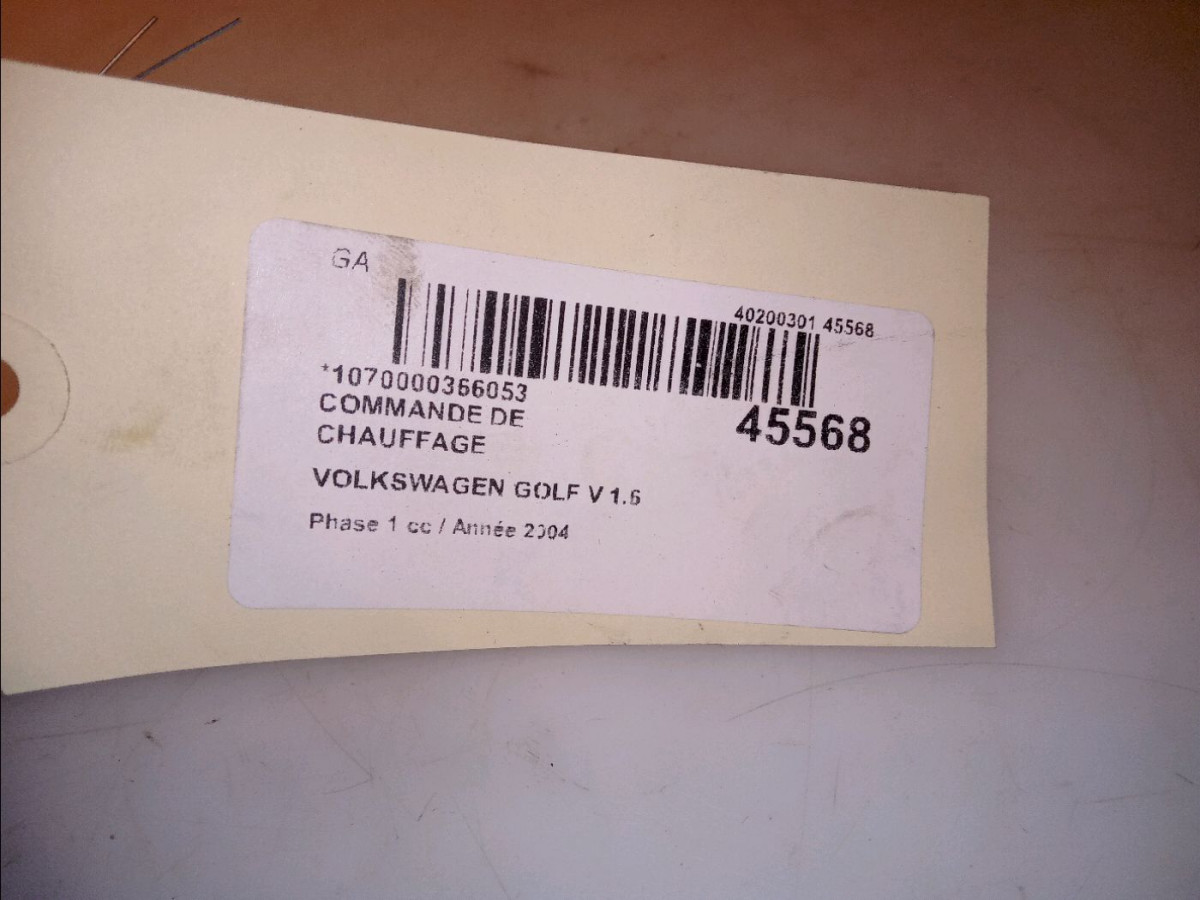 GA
40200301 45568
*1070000366053
COMMANDE DE
CHAUFFAGE
45568
VOLKSWAGEN GOLF V 1.6
Phase 1 cc / Année 2004